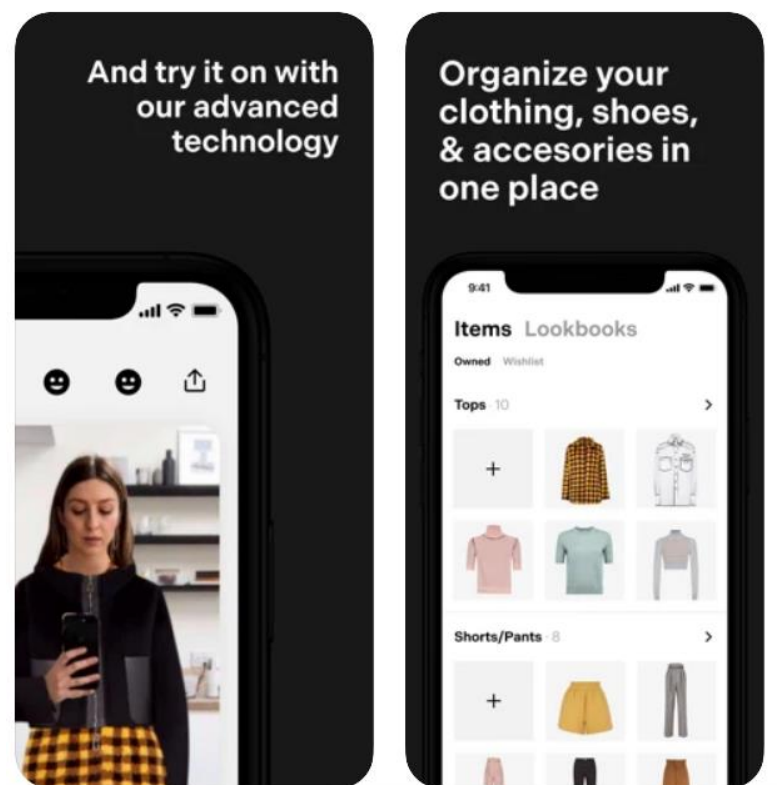 And try it on with
our advanced
technology
Organize your
clothing, shoes,
& accesories in
one place
9:41
Items Lookbooks
Owned Wishlist
Tops · 10
Shorts/Pants · 8